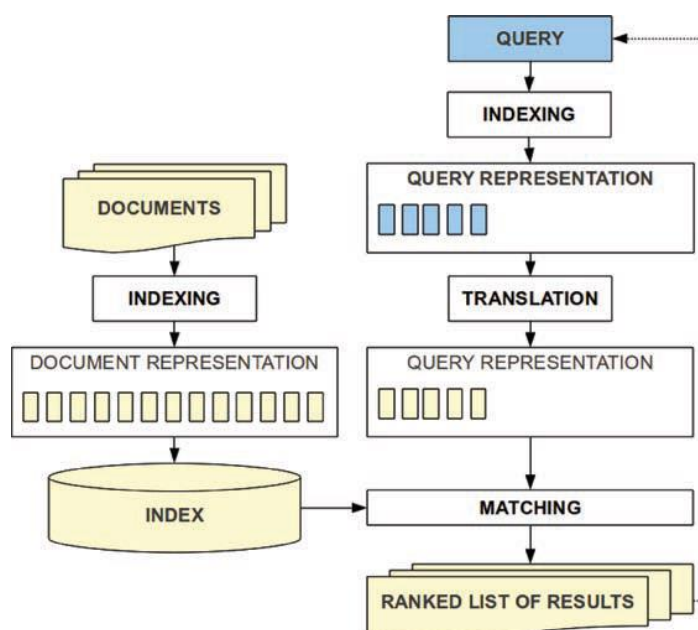 QUERY
INDEXING
QUERY REPRESENTATION
DOCUMENTS
INDEXING
TRANSLATION
DOCUMENT REPRESENTATION
QUERY REPRESENTATION
INDEX
MATCHING
RANKED LIST OF RESULTS